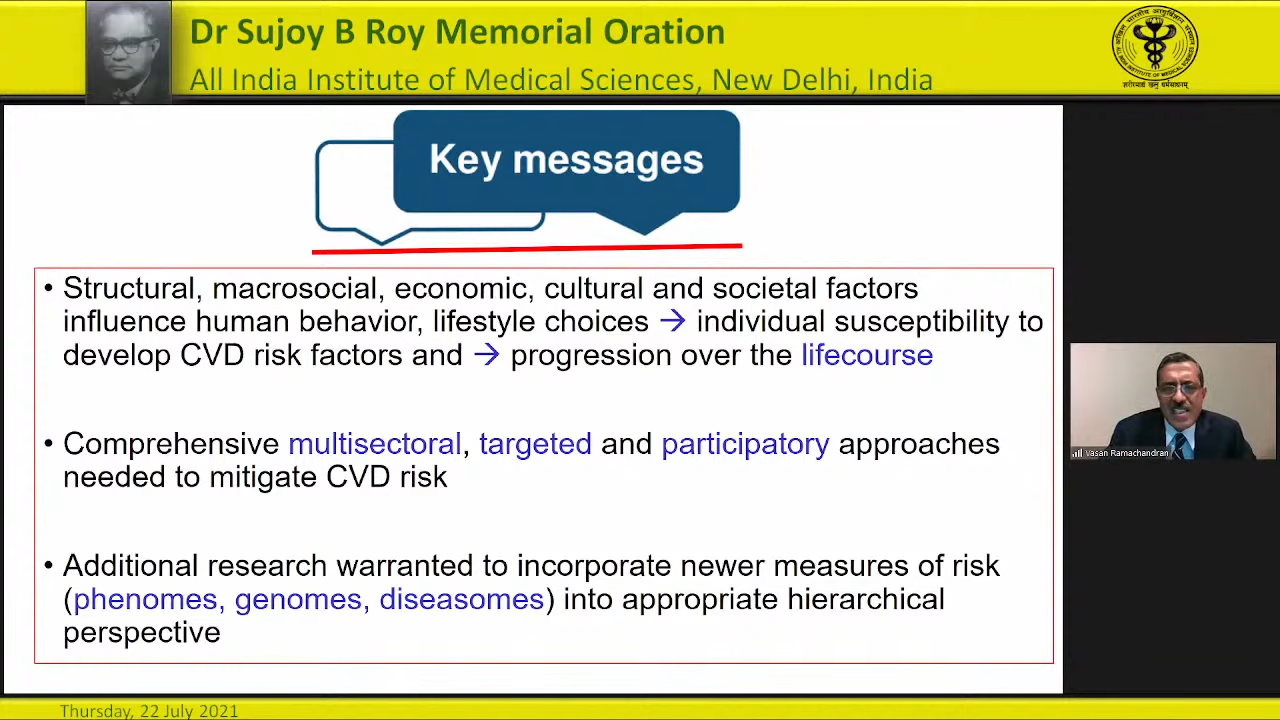 Dr Sujoy B Roy Memorial Oration
All India Institute of Medical Sciences, New Delhi, India
Key messages
• Structural, macrosocial, economic, cultural and societal factors
influence human behavior, lifestyle choices → individual susceptibility to
develop CVD risk factors and → progression over the lifecourse
• Comprehensive multisectoral, targeted and participatory approaches
needed to mitigate CVD risk
• Additional research warranted to incorporate newer measures of risk
(phenomes, genomes, diseasomes) into appropriate hierarchical
perspective
Vasan Ramachandran
Thursday, 22 July 2021